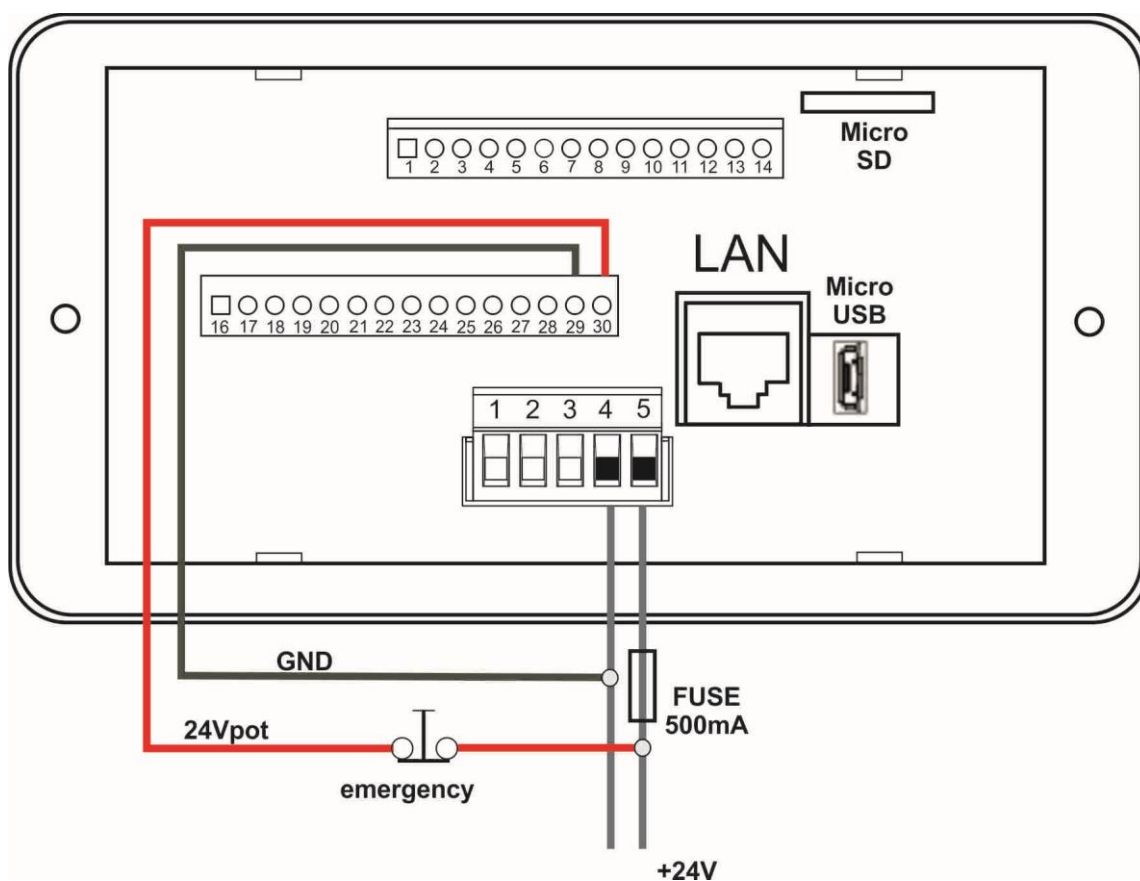 1 2 3 4 5 6 7 8 9 10 11 12 13 14
Micro
SD
LAN
Micro
USB
16 17 18 19 20 21 22 23 24 25 26 27 28 29 30
1 2 3 4 5
GND
FUSE
500mA
24Vpot
emergency
+24V